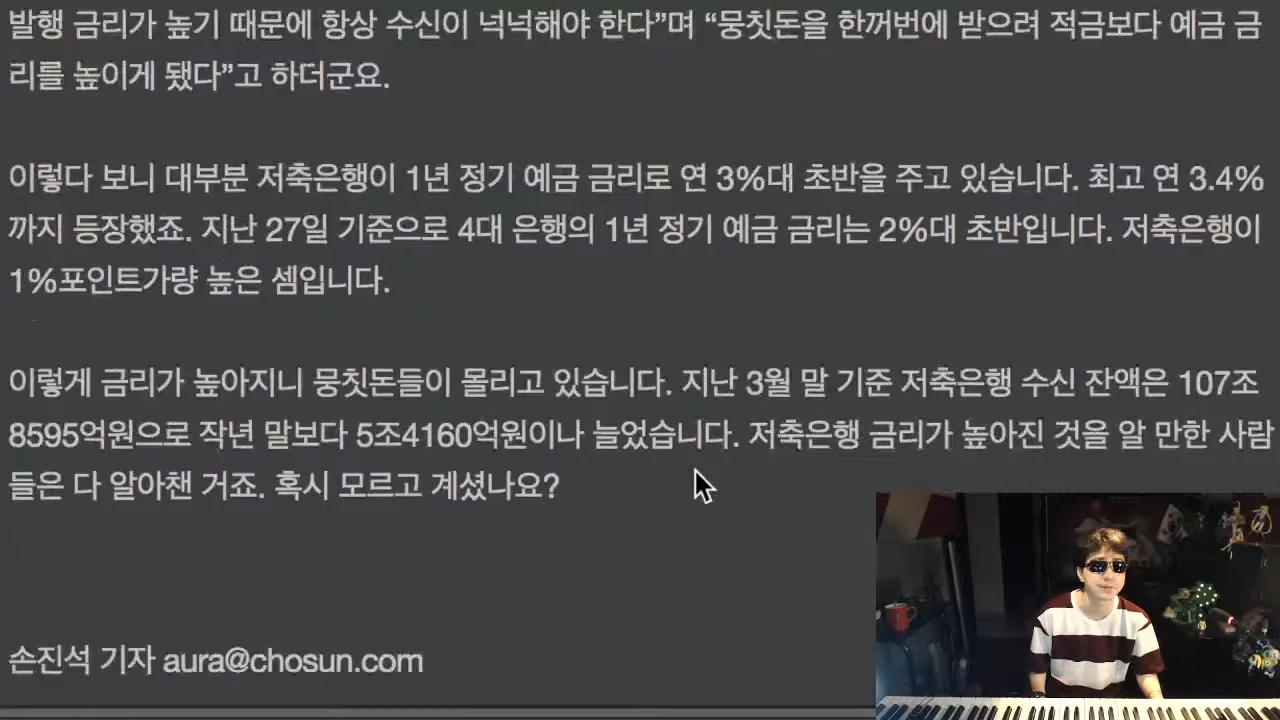 발행 금리가 높기 때문에 항상 수신이 넉넉해야 한다”며 “뭉칫돈을 한꺼번에 받으려 적금보다 예금 금
리를 높이게 됐다”고 하더군요.
이렇다 보니 대부분 저축은행이 1년 정기 예금 금리로 연 3%대 초반을 주고 있습니다. 최고 연 3.4%
까지 등장했죠. 지난 27일 기준으로 4대 은행의 1년 정기 예금 금리는 2%대 초반입니다. 저축은행이
1%포인트가량 높은 셈입니다.
이렇게 금리가 높아지니 뭉칫돈들이 몰리고 있습니다. 지난 3월 말 기준 저축은행 수신 잔액은 107조
8595억원으로 작년 말보다 5조4160억원이나 늘었습니다. 저축은행 금리가 높아진 것을 알 만한 사람
들은 다 알아챈 거죠. 혹시 모르고 계셨나요?
손진석 기자 aura@chosun.com